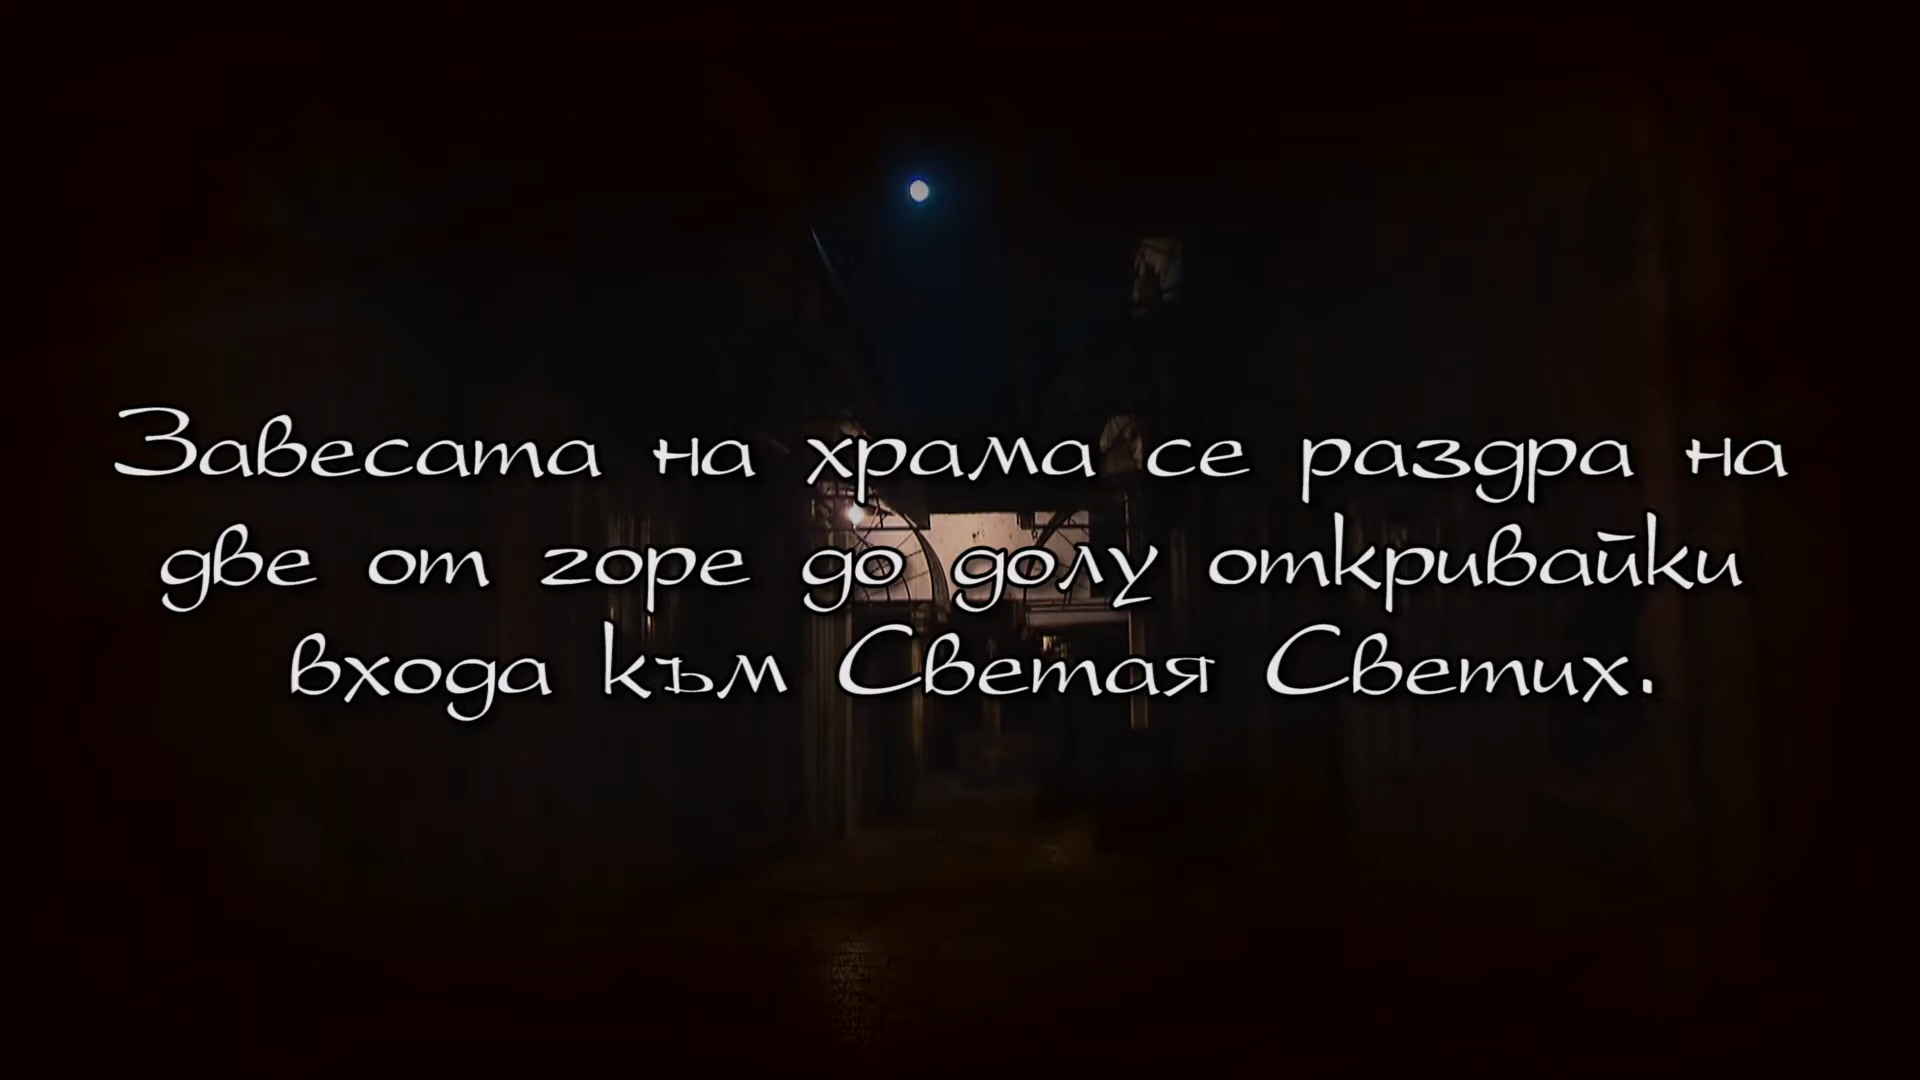 Завесата на храма се раздра на
две от горе до долу откривайки
входа към Светая Светих.